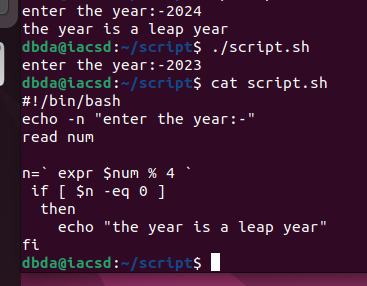 enter the year:-2024
the year is a leap year
dbda@iacsd:~/script$ ./script.sh
enter the year:-2023
dbda@iacsd:~/script$ cat script.sh
#!/bin/bash
echo -n "enter the year:-"
read num

n=` expr $num % 4 `
 if [ $n -eq 0 ]
  then
    echo "the year is a leap year"
fi
dbda@iacsd:~/script$